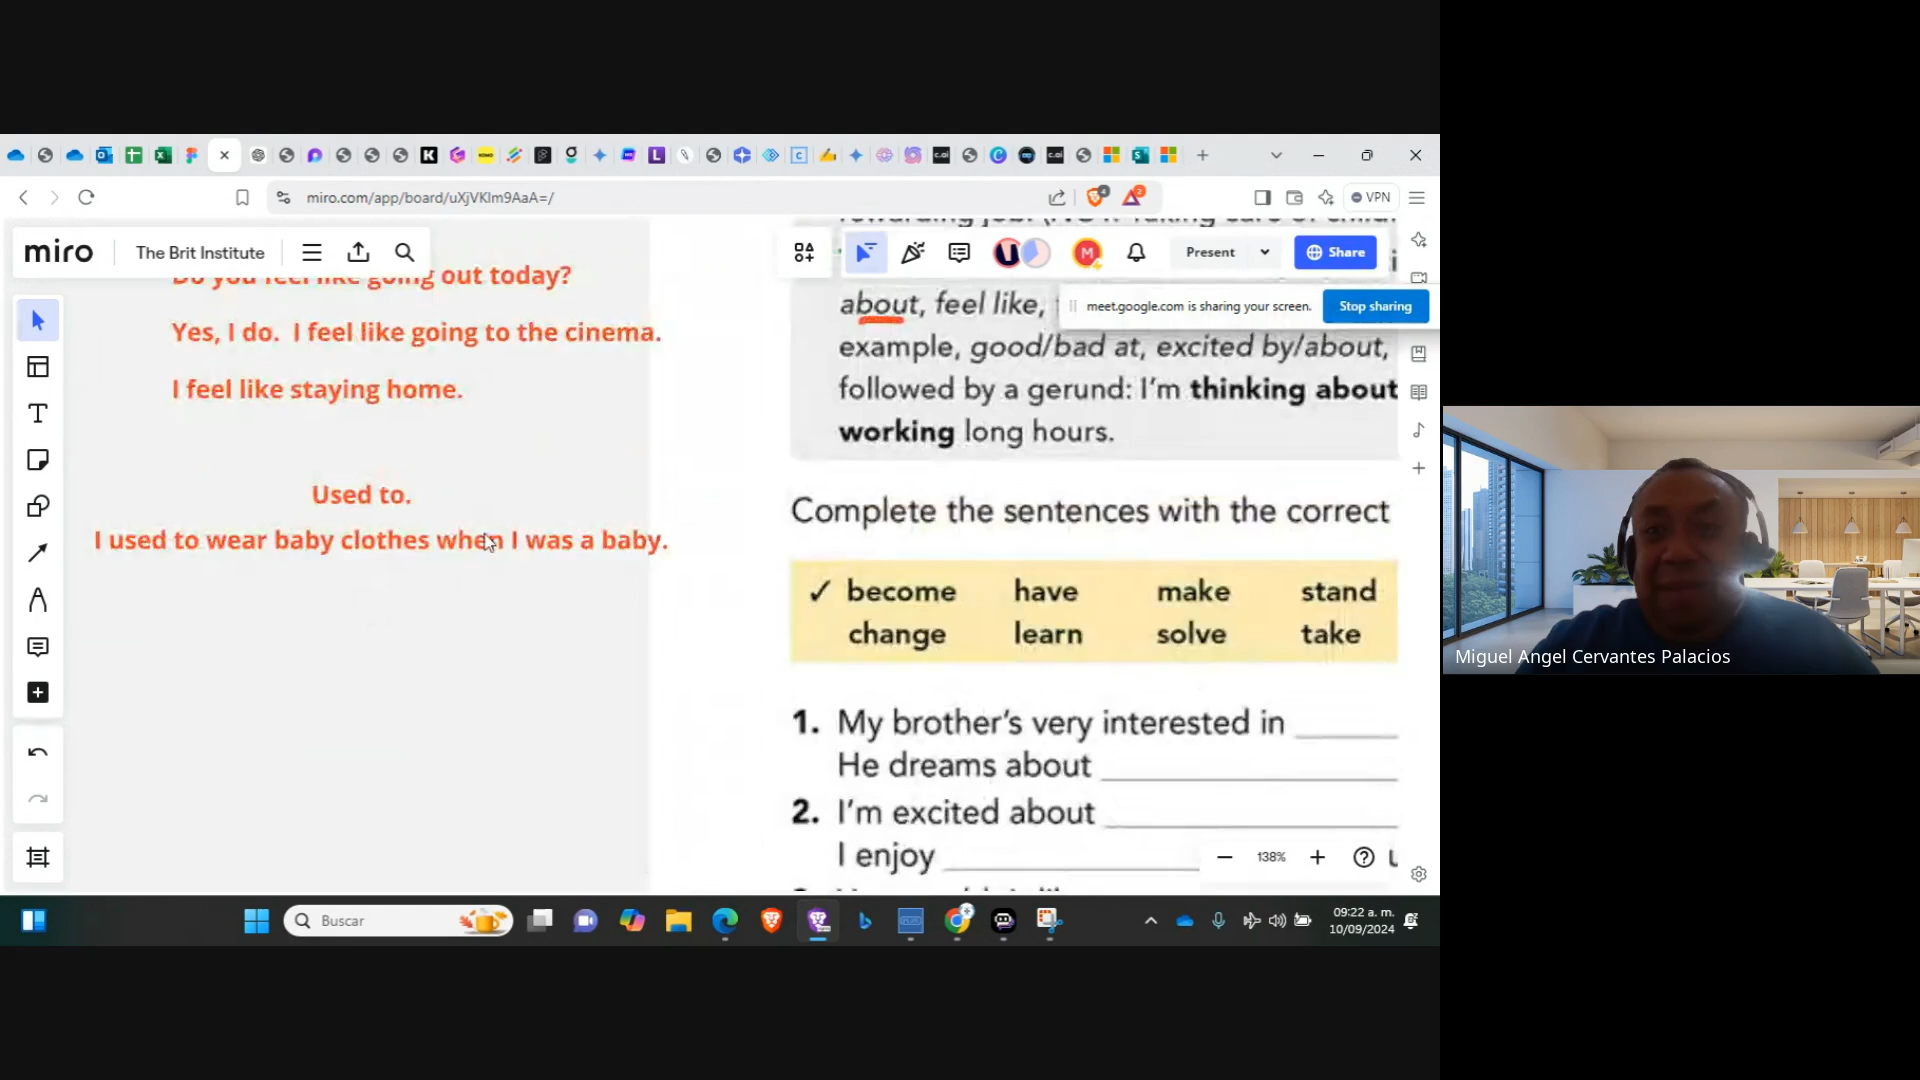 miro.com/app/board/uXjVKlm9AaA=/
VPN
miro
The Brit Institute
Present
Share
meet.google.com is sharing your screen.
Stop sharing
Do you feel like going out today?
Yes, I do. I feel like going to the cinema.
I feel like staying home.
Used to.
I used to wear baby clothes when I was a baby.
about, feel like,
example, good/bad at, excited by/about,
followed by a gerund: I'm thinking about
working long hours.
Complete the sentences with the correct
✓ become have make stand
change learn solve take
1. My brother's very interested in
He dreams about
2. I'm excited about
I enjoy
138%
Buscar
09:22 a. m.
10/09/2024
Miguel Angel Cervantes Palacios